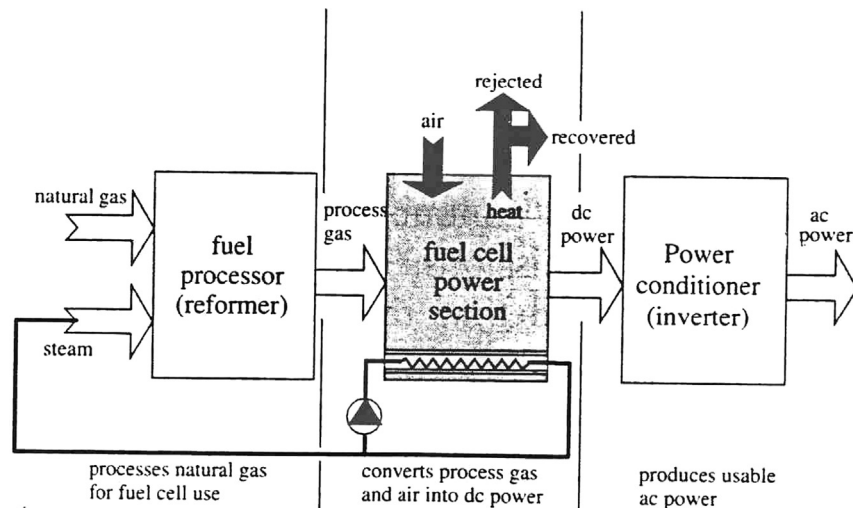 rejected
air
recovered
natural gas
process
gas
heat
dc
power
ac
power
fuel
processor
(reformer)
fuel cell
power
section
Power
conditioner
(inverter)
steam
processes natural gas
for fuel cell use
converts process gas
and air into dc power
produces usable
ac power